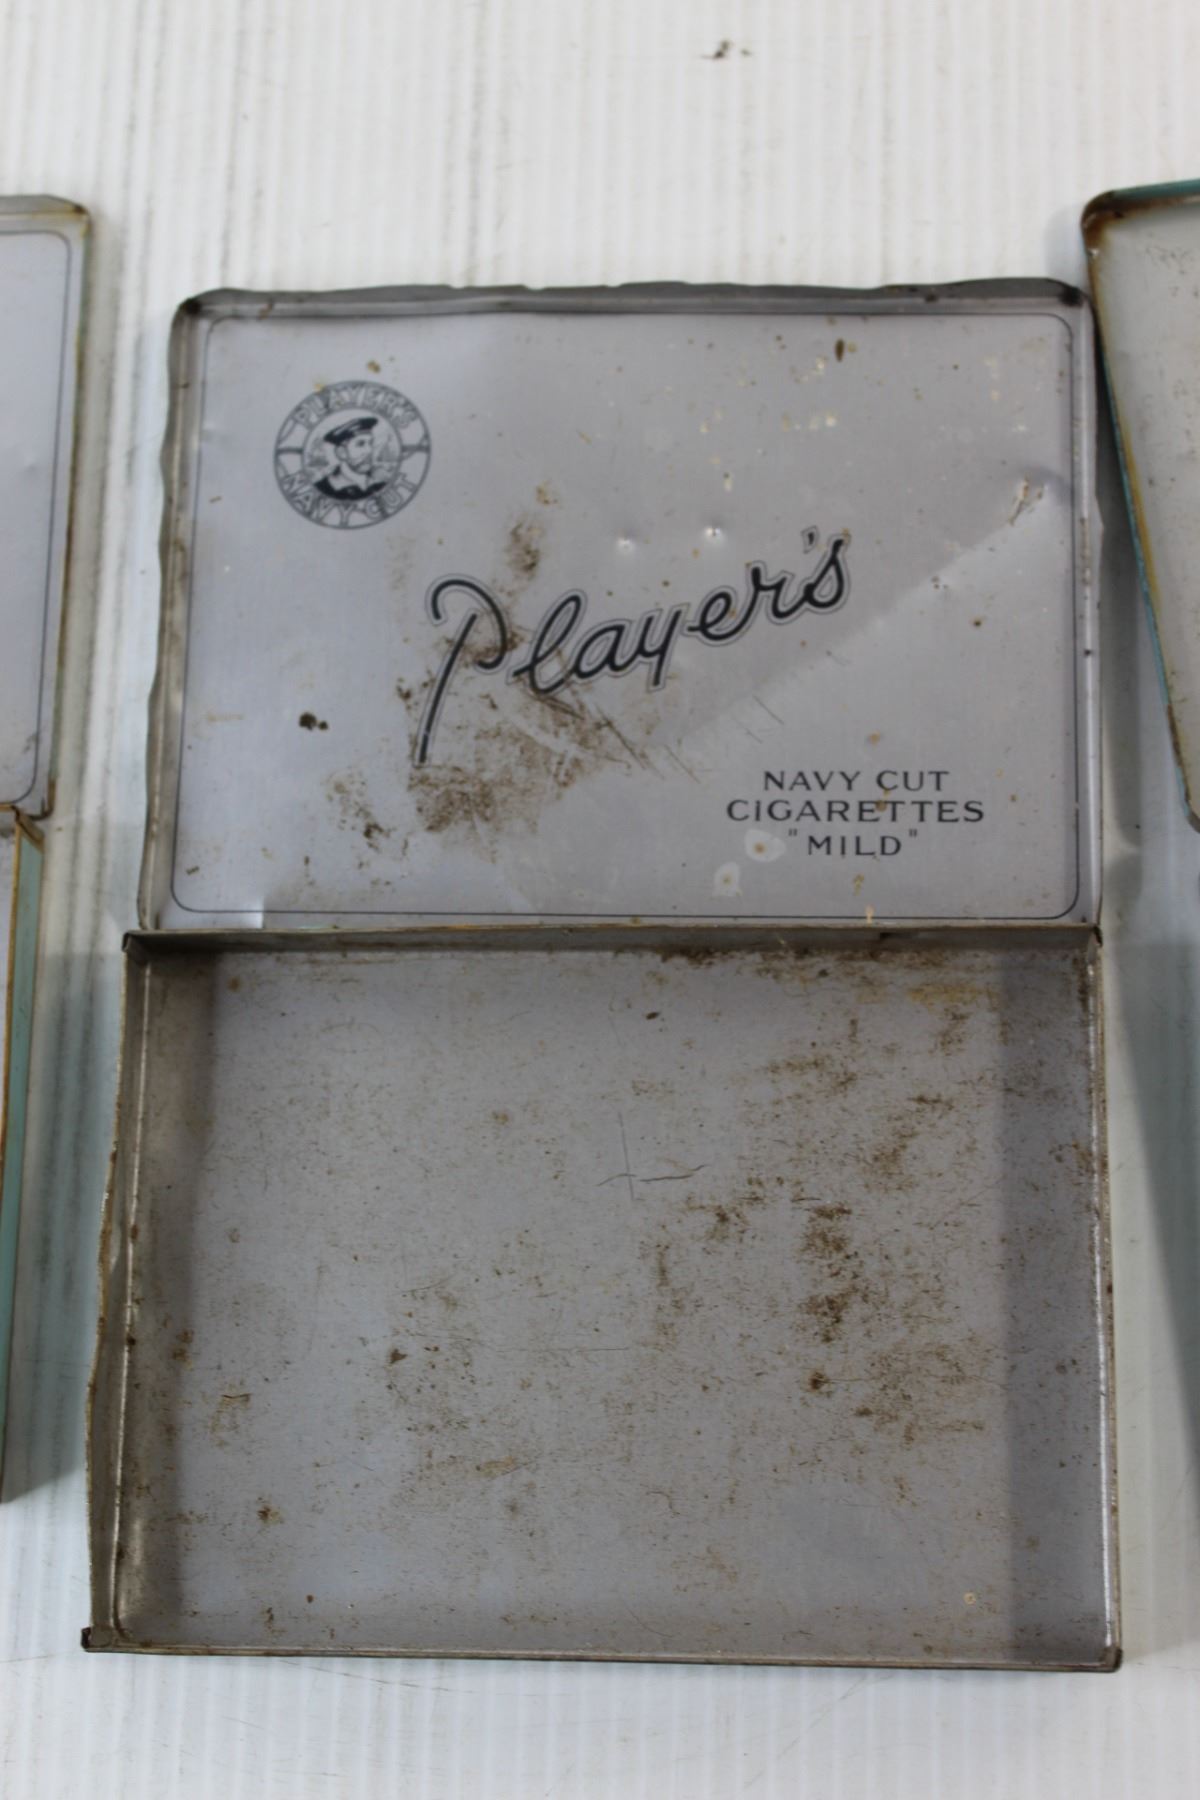 PLAYER'S
NAVY CUT
Player's
NAVY CUT
CIGARETTES
"MILD"